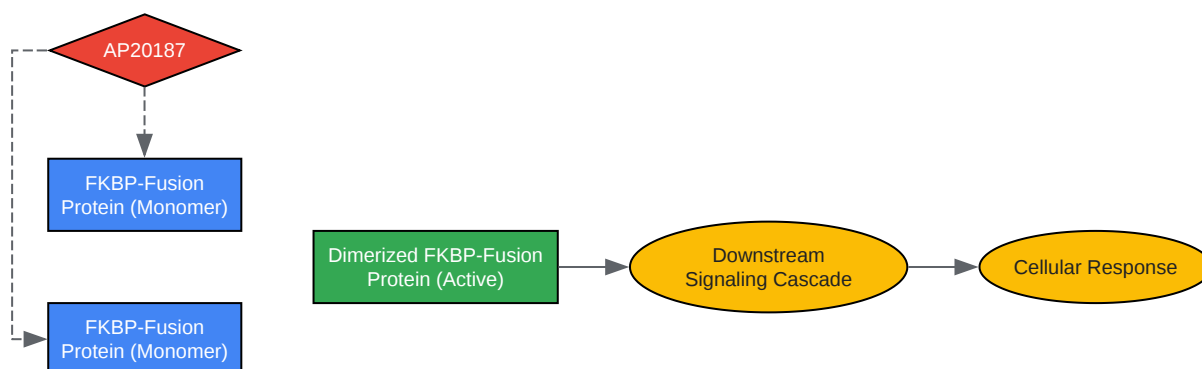 AP20187
FKBP-Fusion
Protein (Monomer)
Dimerized FKBP-Fusion
Protein (Active)
Downstream
Signaling Cascade
Cellular Response
FKBP-Fusion
Protein (Monomer)